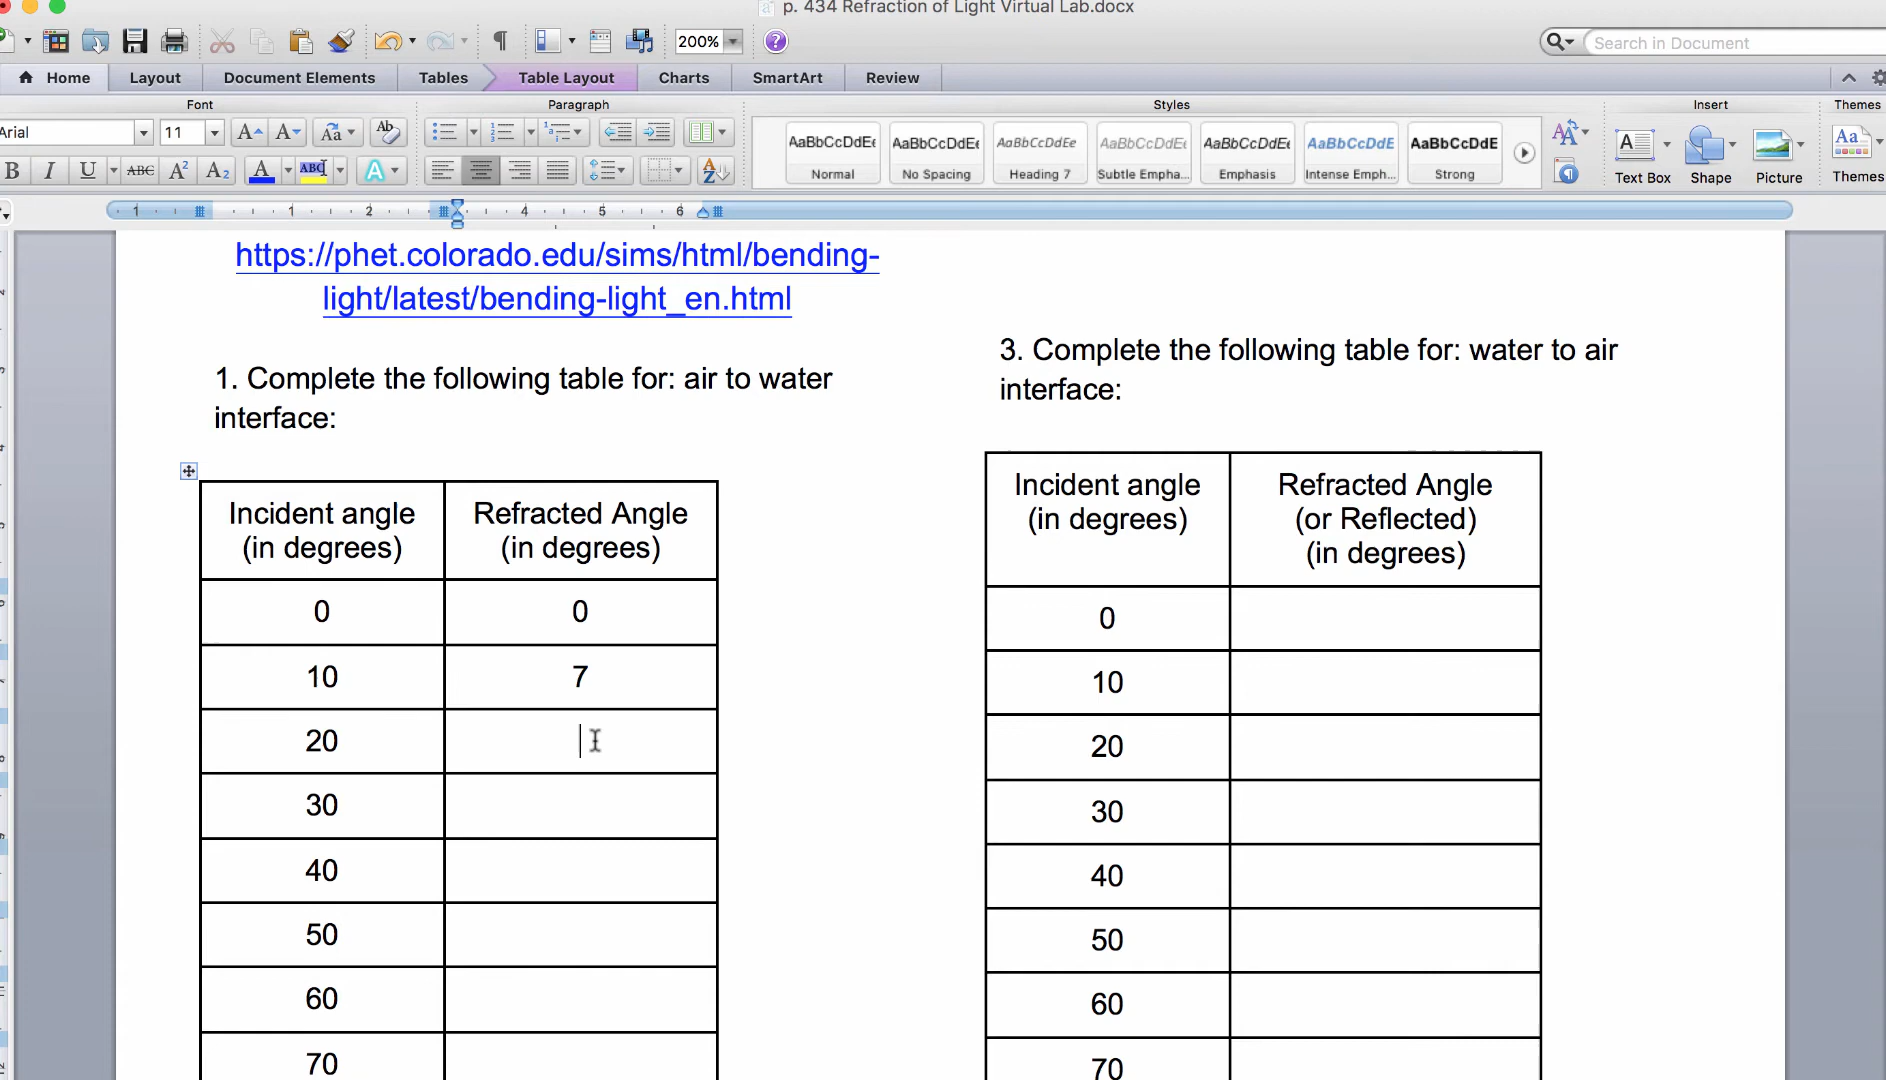 p. 434 Refraction of Light Virtual Lab.docx
200%
Search in Document
Home Layout Document Elements Tables Table Layout Charts SmartArt Review
Font Paragraph Styles Insert Themes
Arial 11
AaBbCcDdEe AaBbCcDdEe AaBbCcDdEe AaBbCcDdEe AaBbCcDdEe AaBbCcDdE AaBbCcDdE
Normal No Spacing Heading 7 Subtle Empha... Emphasis Intense Emph... Strong
Text Box Shape Picture Themes
1 1 2 4 5 6
https://phet.colorado.edu/sims/html/bending-
light/latest/bending-light_en.html
1. Complete the following table for: air to water
interface:
Incident angle
(in degrees)
Refracted Angle
(in degrees)
0 0
10 7
20
30
40
50
60
70
3. Complete the following table for: water to air
interface:
Incident angle
(in degrees)
Refracted Angle
(or Reflected)
(in degrees)
0
10
20
30
40
50
60
70